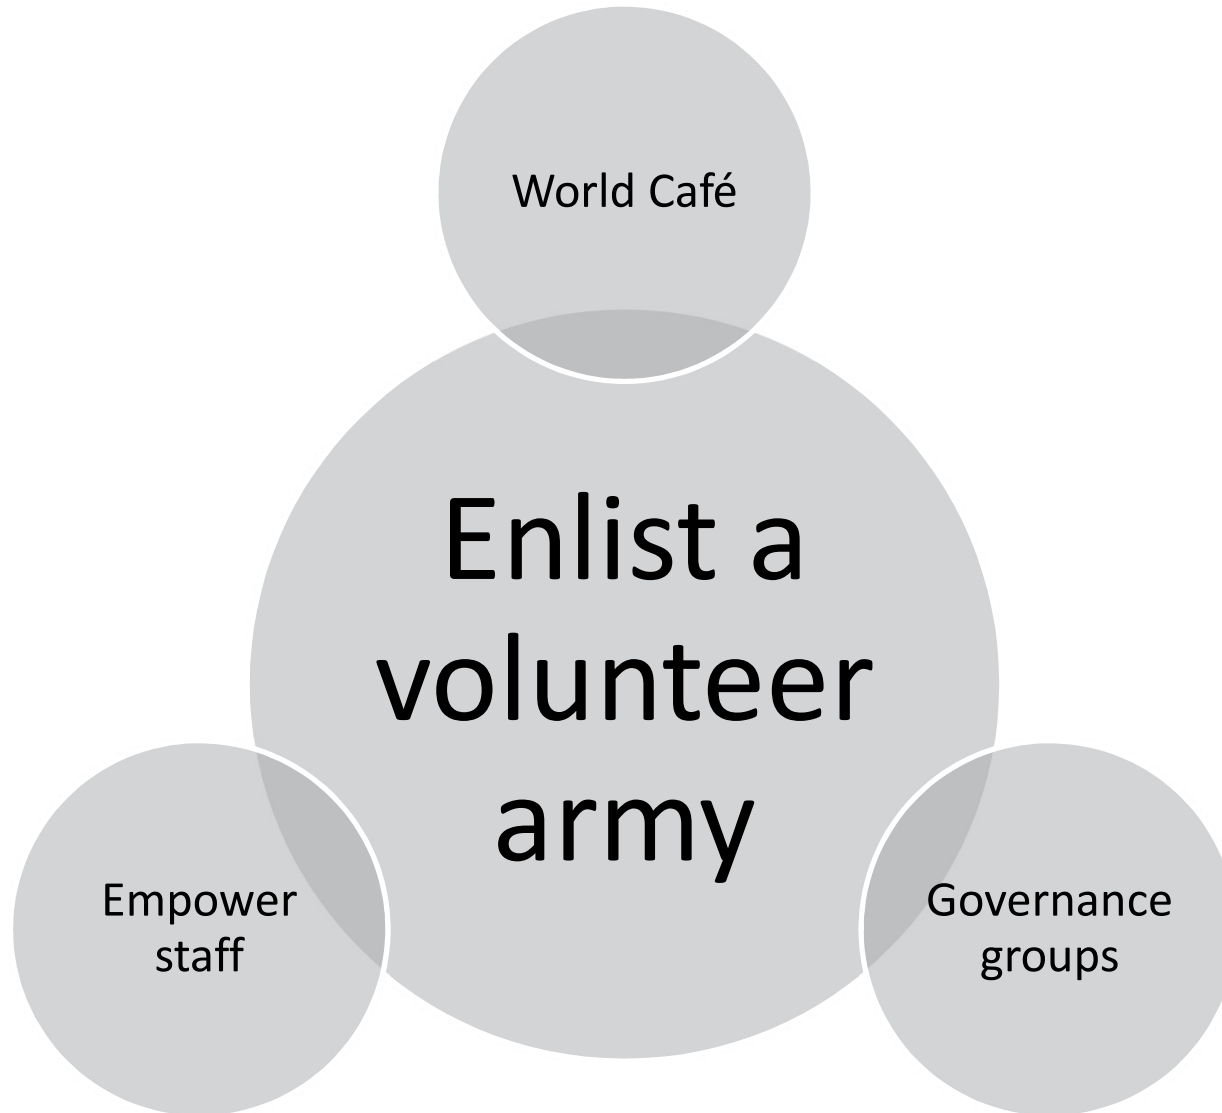 World Café
Enlist a
volunteer
army
Empower
staff
Governance
groups